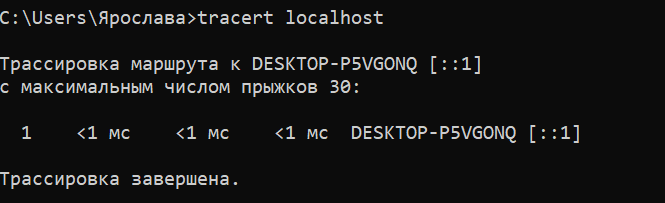 C:\Users\Ярослава>tracert localhost
Трассировка маршрута к DESKTOP-P5VGONQ [::1]
с максимальным числом прыжков 30:
1 <1 мс <1 мс <1 мс DESKTOP-P5VGONQ [::1]
Трассировка завершена.